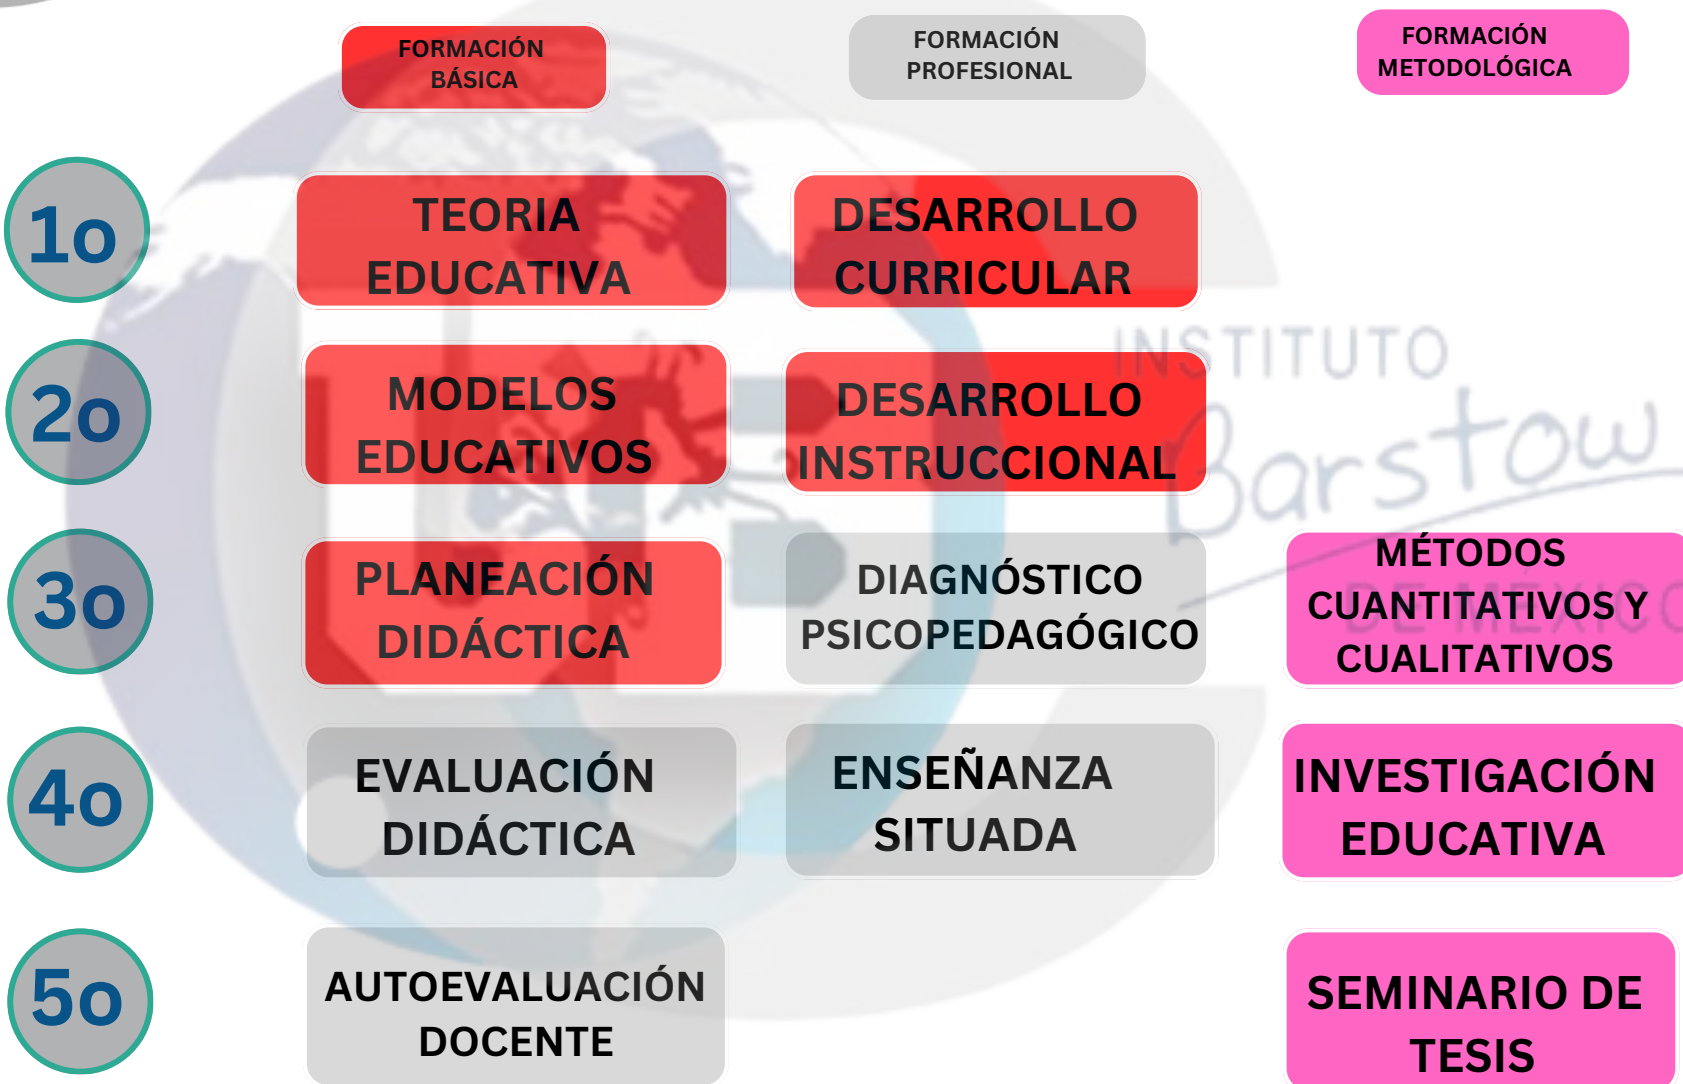 FORMACIÓN
BÁSICA
FORMACIÓN
PROFESIONAL
FORMACIÓN
METODOLÓGICA
1o
TEORIA
EDUCATIVA
DESARROLLO
CURRICULAR
2o
MODELOS
EDUCATIVOS
DESARROLLO
INSTRUCCIONAL
INSTITUTO
Barstow
DE MÉXICO
3o
PLANEACIÓN
DIDÁCTICA
DIAGNÓSTICO
PSICOPEDAGÓGICO
MÉTODOS
CUANTITATIVOS Y
CUALITATIVOS
4o
EVALUACIÓN
DIDÁCTICA
ENSEÑANZA
SITUADA
INVESTIGACIÓN
EDUCATIVA
5o
AUTOEVALUACIÓN
DOCENTE
SEMINARIO DE
TESIS